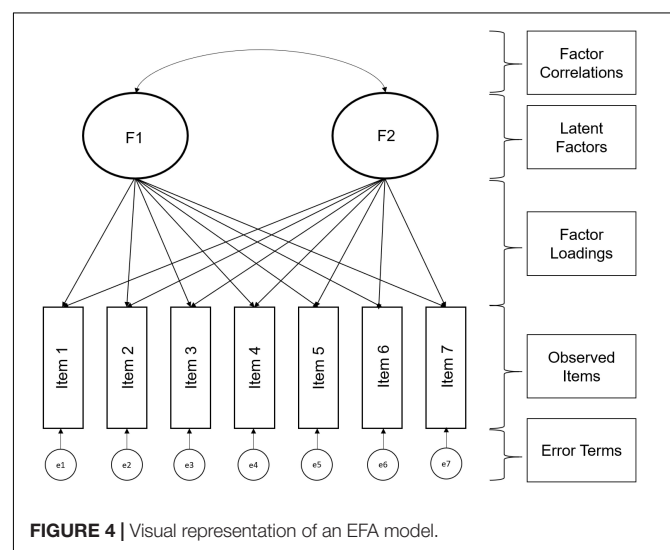 Factor
Correlations
F1
F2
Latent
Factors
Factor
Loadings
Item 1
Item 2
Item 3
Item 4
Item 5
Item 6
Item 7
Observed
Items
e1
e2
e3
e4
e5
e6
e7
Error Terms
FIGURE 4 | Visual representation of an EFA model.